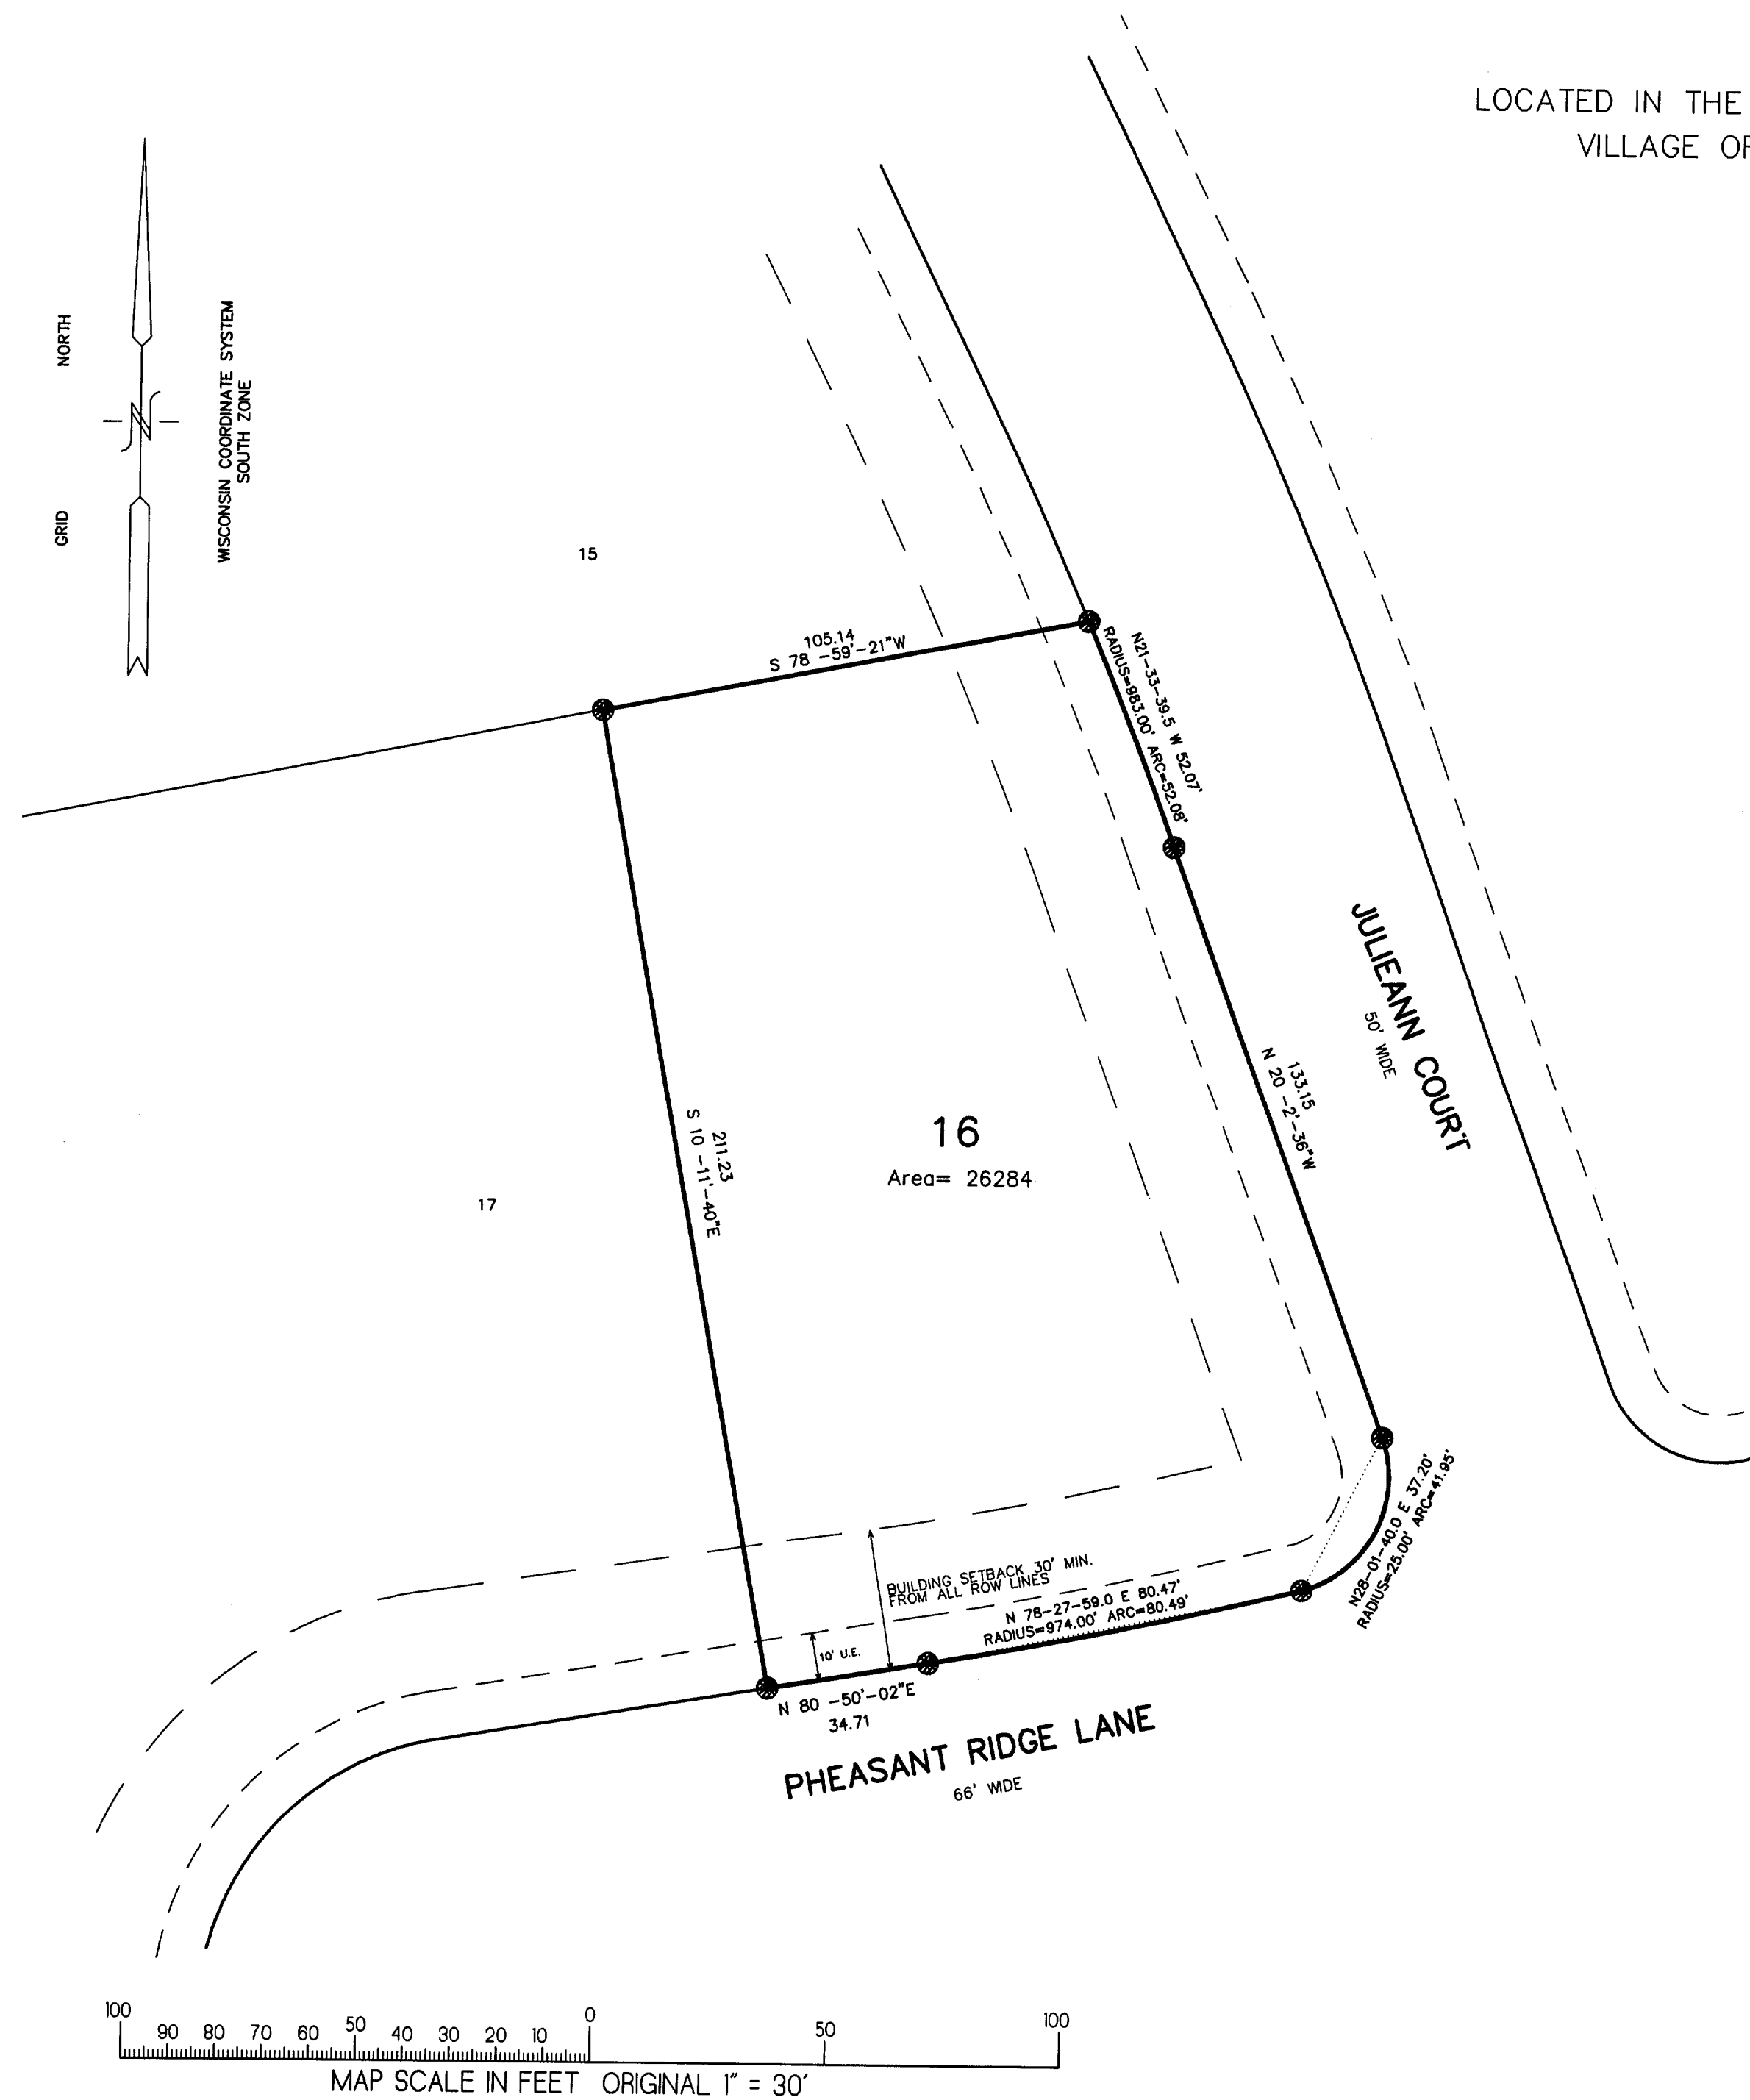 LOCATED IN THE
VILLAGE OF
NORTH
GRID
N
WISCONSIN COORDINATE SYSTEM
SOUTH ZONE
15
105.14
S 78 -59'-21"W
N21-33-39.5 W 52.07'
RADIUS=983.00' ARC=52.08'
JULIEANN COURT
50' WIDE
133.15
N 20 -2'-36"W
211.23
S 10 -11'-40"E
16
Area= 26284
17
BUILDING SETBACK 30' MIN.
FROM ALL ROW LINES
N 78-27-59.0 E 80.47'
RADIUS=974.00' ARC=80.49'
N28-01-40.0 E 37.20'
RADIUS=25.00' ARC=41.95'
10' U.E.
N 80 -50'-02"E
34.71
PHEASANT RIDGE LANE
66' WIDE
100 90 80 70 60 50 40 30 20 10 0 50 100
MAP SCALE IN FEET ORIGINAL 1" = 30'